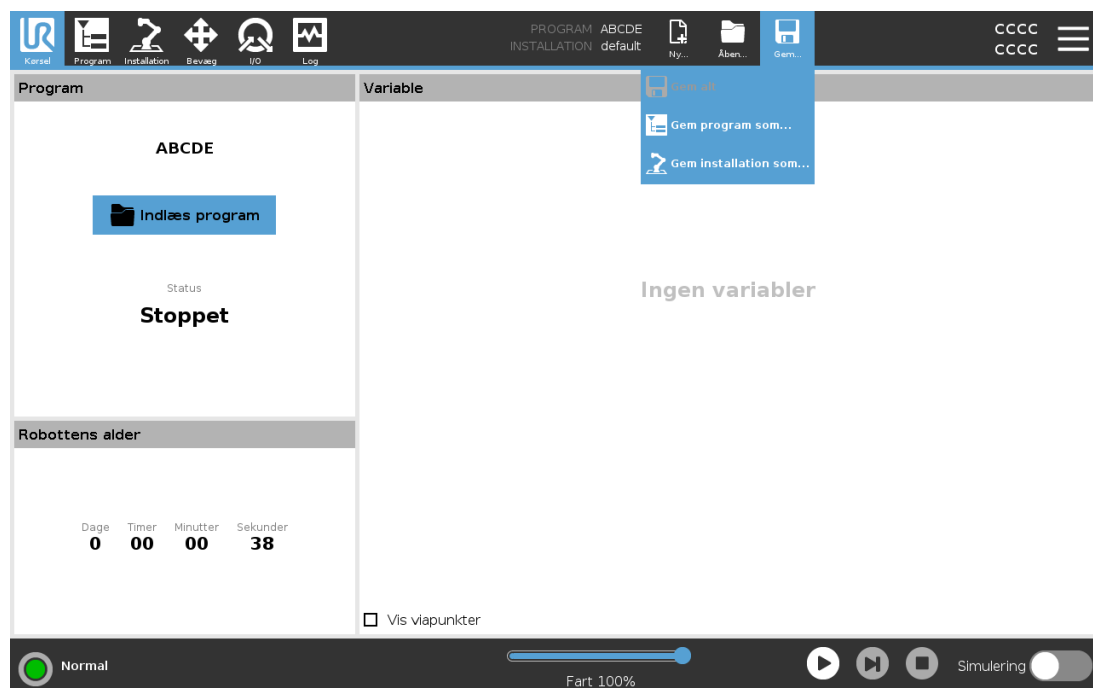 PROGRAM ABCDE
INSTALLATION default
CCCC
CCCC
Kørsel Program Installation Bevæg I/O Log Ny... Åben... Gem...
Program
Variable
Gem alt
Gem program som...
Gem installation som...
ABCDE
Indlæs program
Status
Stoppet
Ingen variabler
Robottens alder
Dage Timer Minutter Sekunder
0 00 00 38
Vis viapunkter
Normal
Fart 100%
Simulering